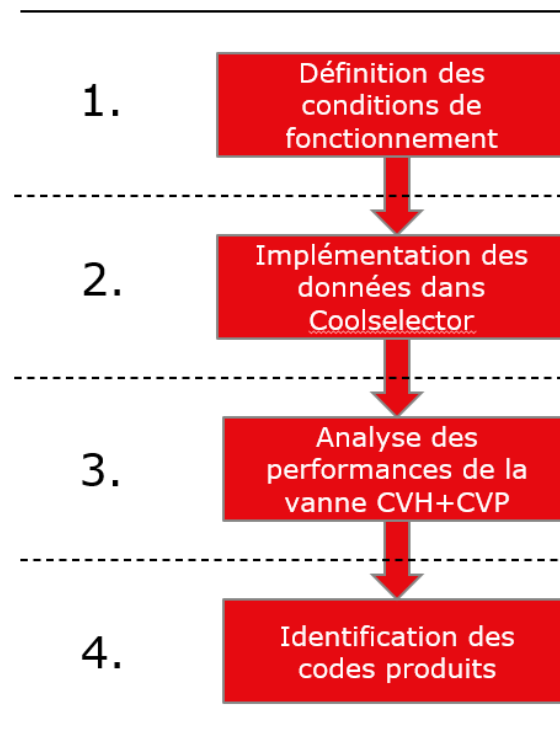 1.
Définition des
conditions de
fonctionnement
2.
Implémentation des
données dans
Coolselector
3.
Analyse des
performances de la
vanne CVH+CVP
4.
Identification des
codes produits